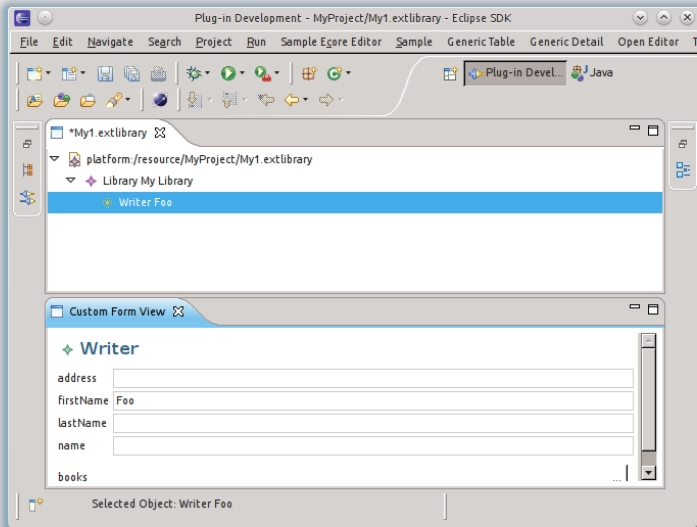 Plug-in Development - MyProject/My1.extlibrary - Eclipse SDK
File Edit Navigate Search Project Run Sample Ecore Editor Sample Generic Table Generic Detail Open Editor T
Plug-in Devel... Java
*My1.extlibrary
platform:/resource/MyProject/My1.extlibrary
Library My Library
Writer Foo
Custom Form View
Writer
address
firstName Foo
lastName
name
books ...
Selected Object: Writer Foo